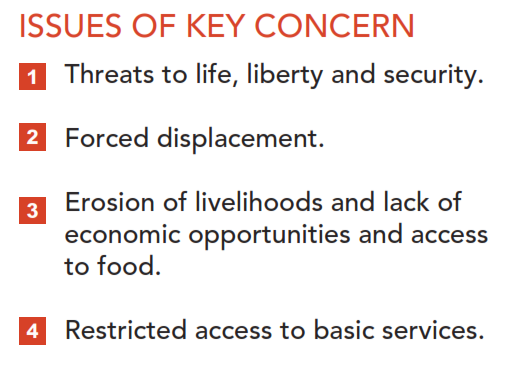 ISSUES OF KEY CONCERN
1 Threats to life, liberty and security.
2 Forced displacement.
3 Erosion of livelihoods and lack of
economic opportunities and access
to food.
4 Restricted access to basic services.